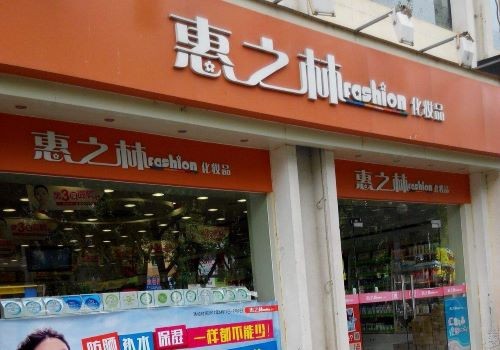 惠之林fashion 化妆品
惠之林fashion 化妆品
惠之林fashion 化妆品
防晒 补水 保湿 一样都不能少！